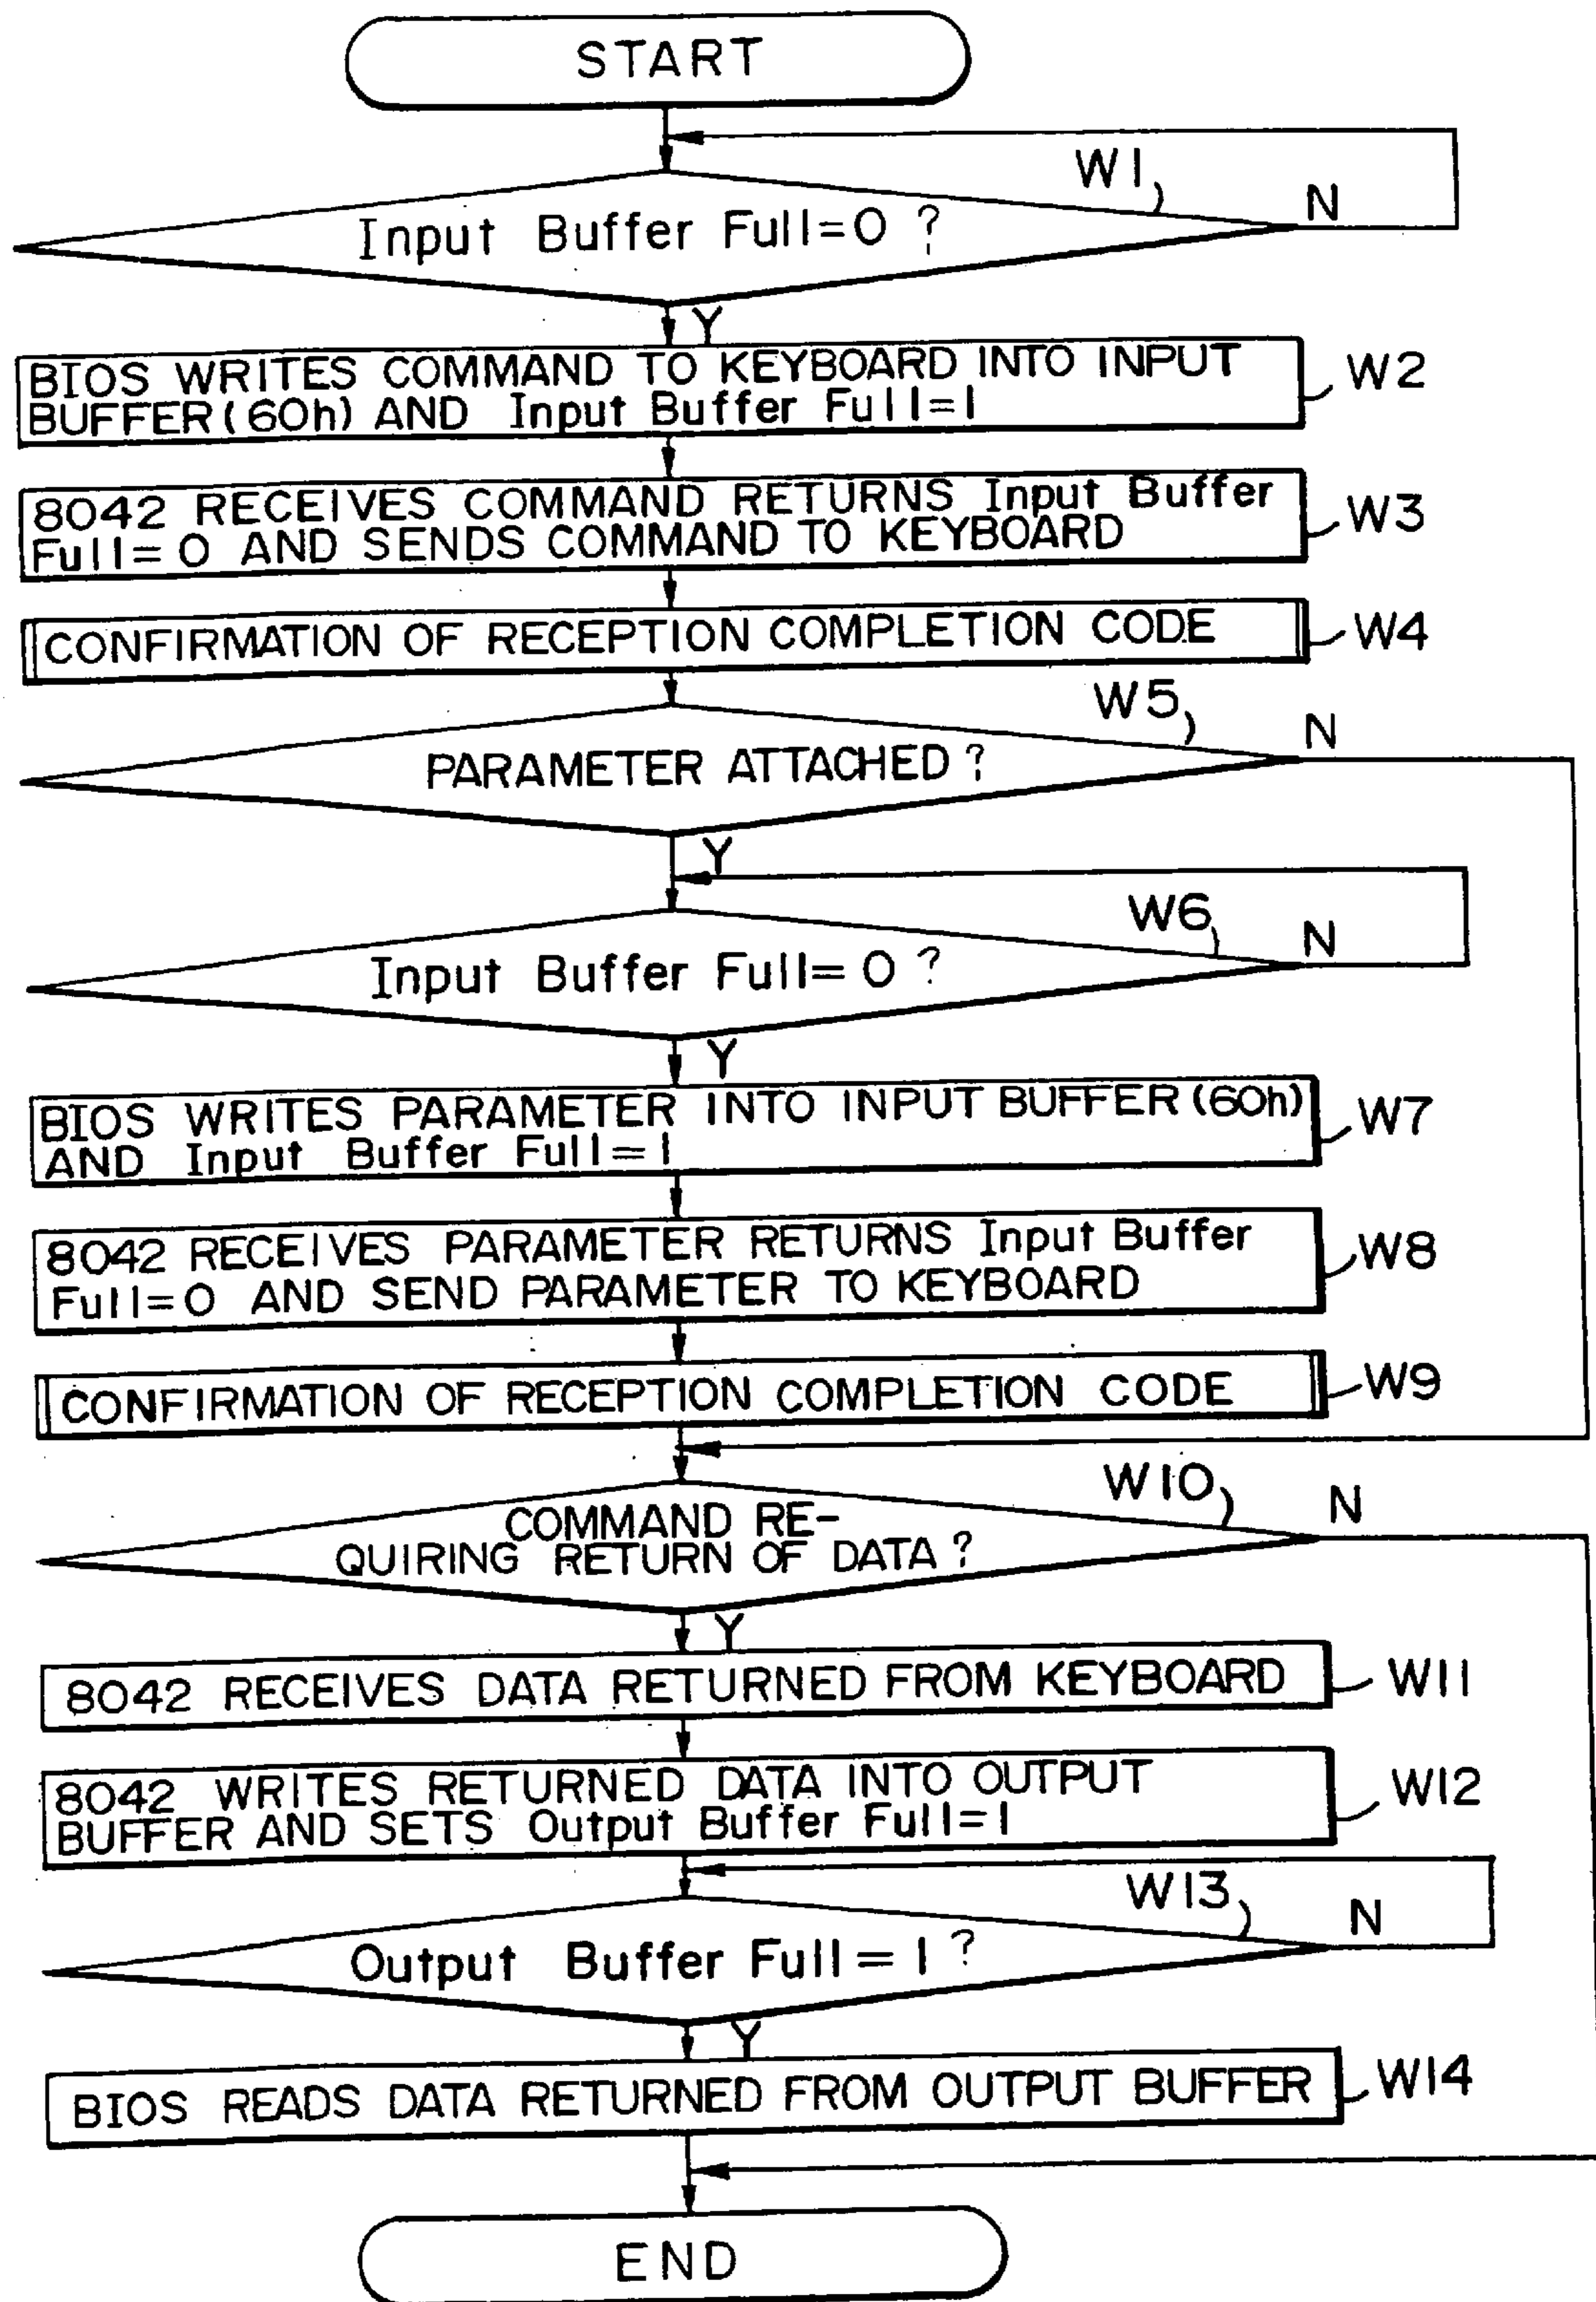 START
W1
N
Input Buffer Full=0 ?
Y
BIOS WRITES COMMAND TO KEYBOARD INTO INPUT
BUFFER(60h) AND Input Buffer Full=1
W2
8042 RECEIVES COMMAND RETURNS Input Buffer
Full=0 AND SENDS COMMAND TO KEYBOARD
W3
CONFIRMATION OF RECEPTION COMPLETION CODE
W4
W5
N
PARAMETER ATTACHED ?
Y
W6
N
Input Buffer Full=0 ?
Y
BIOS WRITES PARAMETER INTO INPUT BUFFER(60h)
AND Input Buffer Full=1
W7
8042 RECEIVES PARAMETER RETURNS Input Buffer
Full=0 AND SEND PARAMETER TO KEYBOARD
W8
CONFIRMATION OF RECEPTION COMPLETION CODE
W9
W10
N
COMMAND RE-
QUIRING RETURN OF DATA ?
Y
8042 RECEIVES DATA RETURNED FROM KEYBOARD
W11
8042 WRITES RETURNED DATA INTO OUTPUT
BUFFER AND SETS Output Buffer Full=1
W12
W13
N
Output Buffer Full=1 ?
Y
BIOS READS DATA RETURNED FROM OUTPUT BUFFER
W14
END